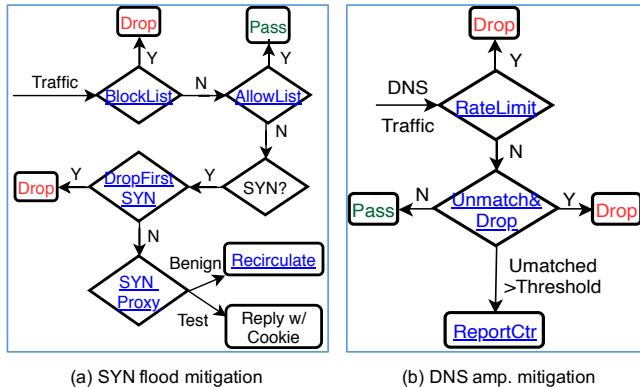 Drop
Pass
Y
Y
Traffic
BlockList
N
AllowList
N
Drop
Y
DropFirst
SYN
Y
SYN?
N
SYN
Proxy
Benign
Recirculate
Test
Reply w/
Cookie
(a) SYN flood mitigation
Drop
Y
DNS
Traffic
RateLimit
N
Pass
N
Unmatch&
Drop
Y
Drop
Umatched
>Threshold
ReportCtr
(b) DNS amp. mitigation